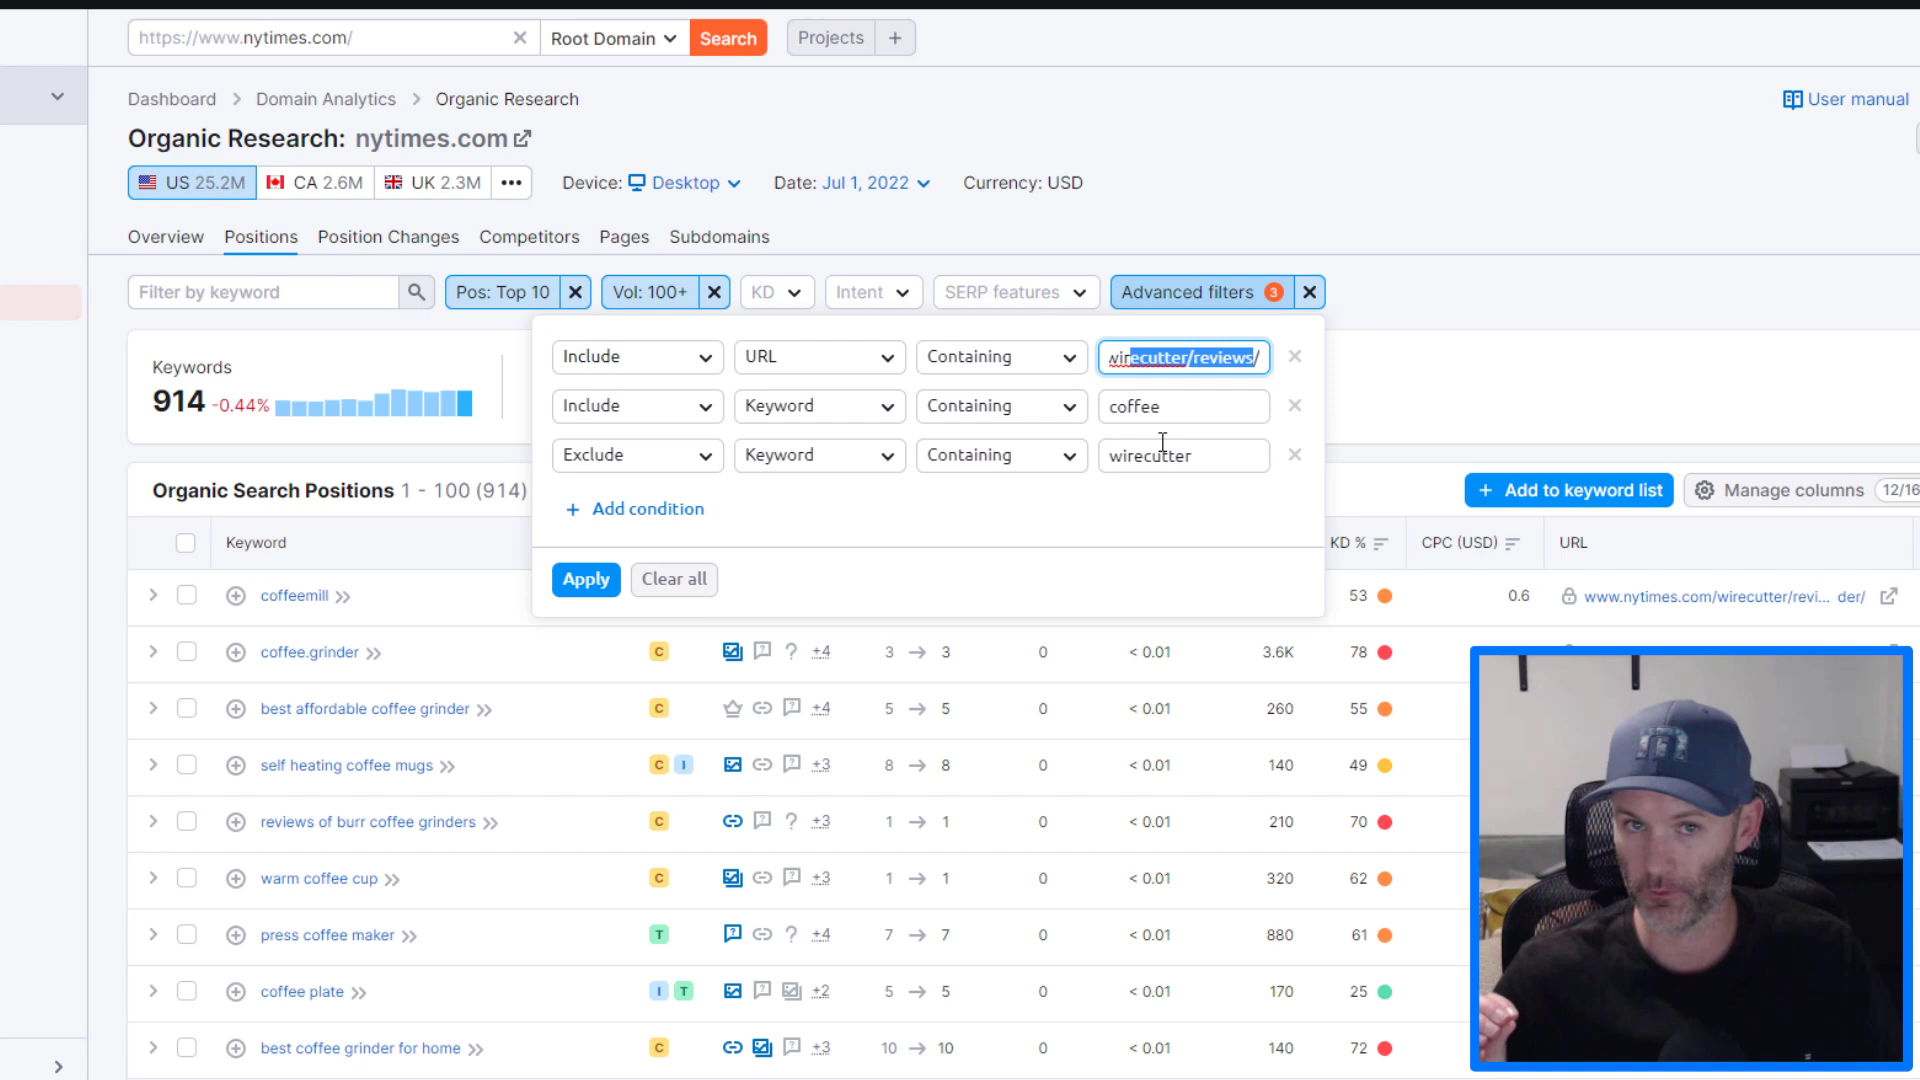 https://www.nytimes.com/
Root Domain
Search
Projects
+
Dashboard > Domain Analytics > Organic Research
User manual
Organic Research: nytimes.com
US 25.2M
CA 2.6M
UK 2.3M
•••
Device: Desktop
Date: Jul 1, 2022
Currency: USD
Overview Positions Position Changes Competitors Pages Subdomains
Filter by keyword
Pos: Top 10
Vol: 100+
KD
Intent
SERP features
Advanced filters 3
Include URL Containing wirecutter/reviews/
Keywords
914 -0.44%
Include Keyword Containing coffee
Exclude Keyword Containing wirecutter
+ Add condition
Apply
Clear all
Organic Search Positions 1 - 100 (914)
+ Add to keyword list
Manage columns 12/16
Keyword KD % CPC (USD) URL
coffeemill 53 0.6 www.nytimes.com/wirecutter/revi... der/
coffee.grinder C +4 3 → 3 0 < 0.01 3.6K 78
best affordable coffee grinder C +4 5 → 5 0 < 0.01 260 55
self heating coffee mugs C I +3 8 → 8 0 < 0.01 140 49
reviews of burr coffee grinders C +3 1 → 1 0 < 0.01 210 70
warm coffee cup C +3 1 → 1 0 < 0.01 320 62
press coffee maker T +4 7 → 7 0 < 0.01 880 61
coffee plate I T +2 5 → 5 0 < 0.01 170 25
best coffee grinder for home C +3 10 → 10 0 < 0.01 140 72